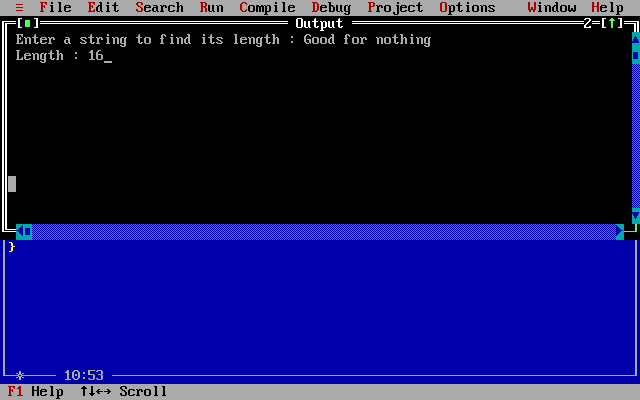 ≡ File Edit Search Run Compile Debug Project Options Window Help
[■] Output 2=[↑]
Enter a string to find its length : Good for nothing
Length : 16_
}
* 10:53
F1 Help ↑↓←→ Scroll